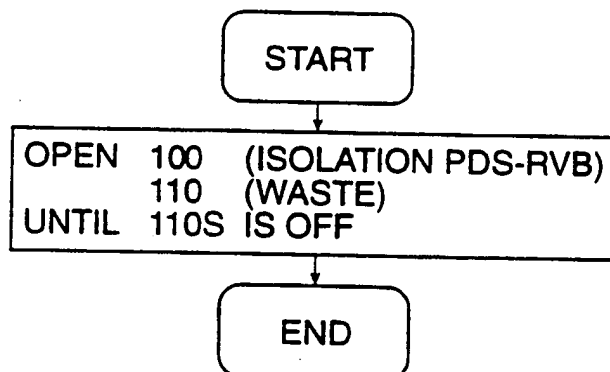 START
OPEN 100 (ISOLATION PDS-RVB)
110 (WASTE)
UNTIL 110S IS OFF
END